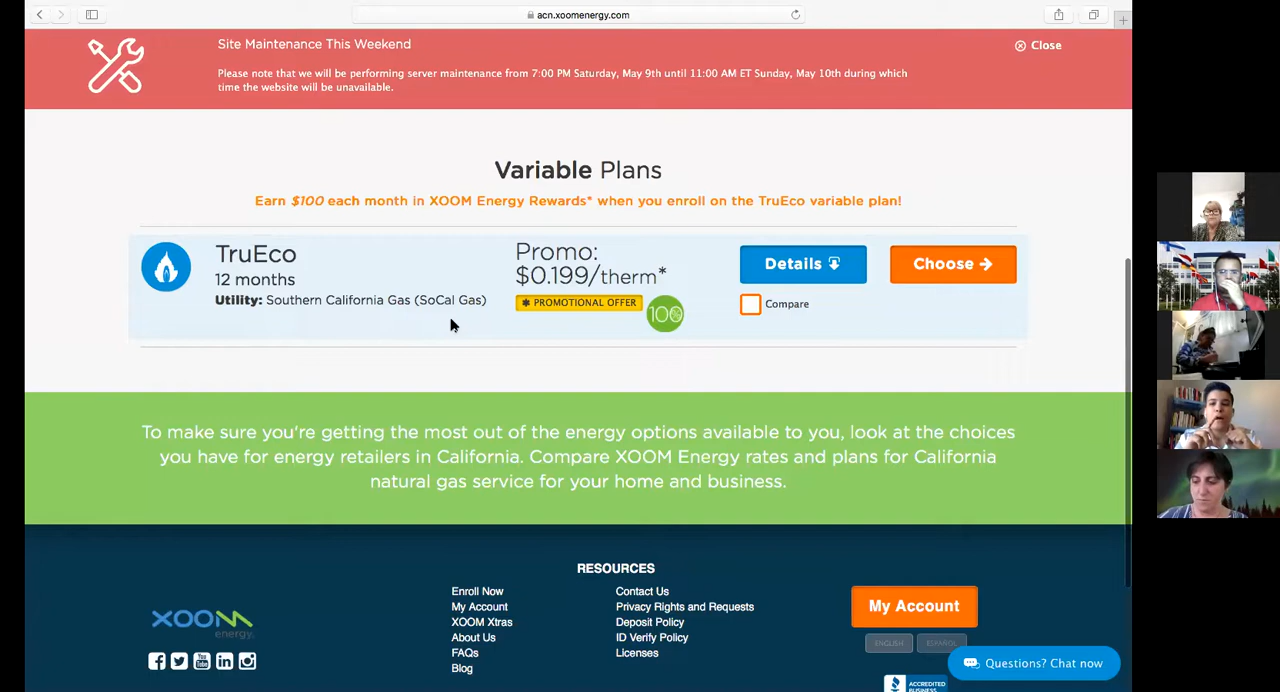 acn.xoomenergy.com
Site Maintenance This Weekend
Close
Please note that we will be performing server maintenance from 7:00 PM Saturday, May 9th until 11:00 AM ET Sunday, May 10th during which
time the website will be unavailable.
Variable Plans
Earn $100 each month in XOOM Energy Rewards* when you enroll on the TruEco variable plan!
TruEco
12 months
Utility: Southern California Gas (SoCal Gas)
Promo:
$0.199/therm*
PROMOTIONAL OFFER
100%
Details
Compare
Choose
To make sure you're getting the most out of the energy options available to you, look at the choices
you have for energy retailers in California. Compare XOOM Energy rates and plans for California
natural gas service for your home and business.
RESOURCES
XOOM
energy.
Enroll Now
My Account
XOOM Xtras
About Us
FAQs
Blog
Contact Us
Privacy Rights and Requests
Deposit Policy
ID Verify Policy
Licenses
My Account
ENGLISH
ESPAÑOL
Questions? Chat now
BBB
ACCREDITED